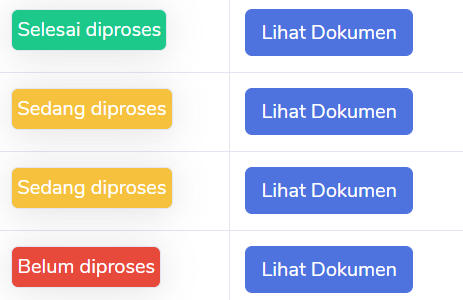 Selesai diproses
Lihat Dokumen
Sedang diproses
Lihat Dokumen
Sedang diproses
Lihat Dokumen
Belum diproses
Lihat Dokumen